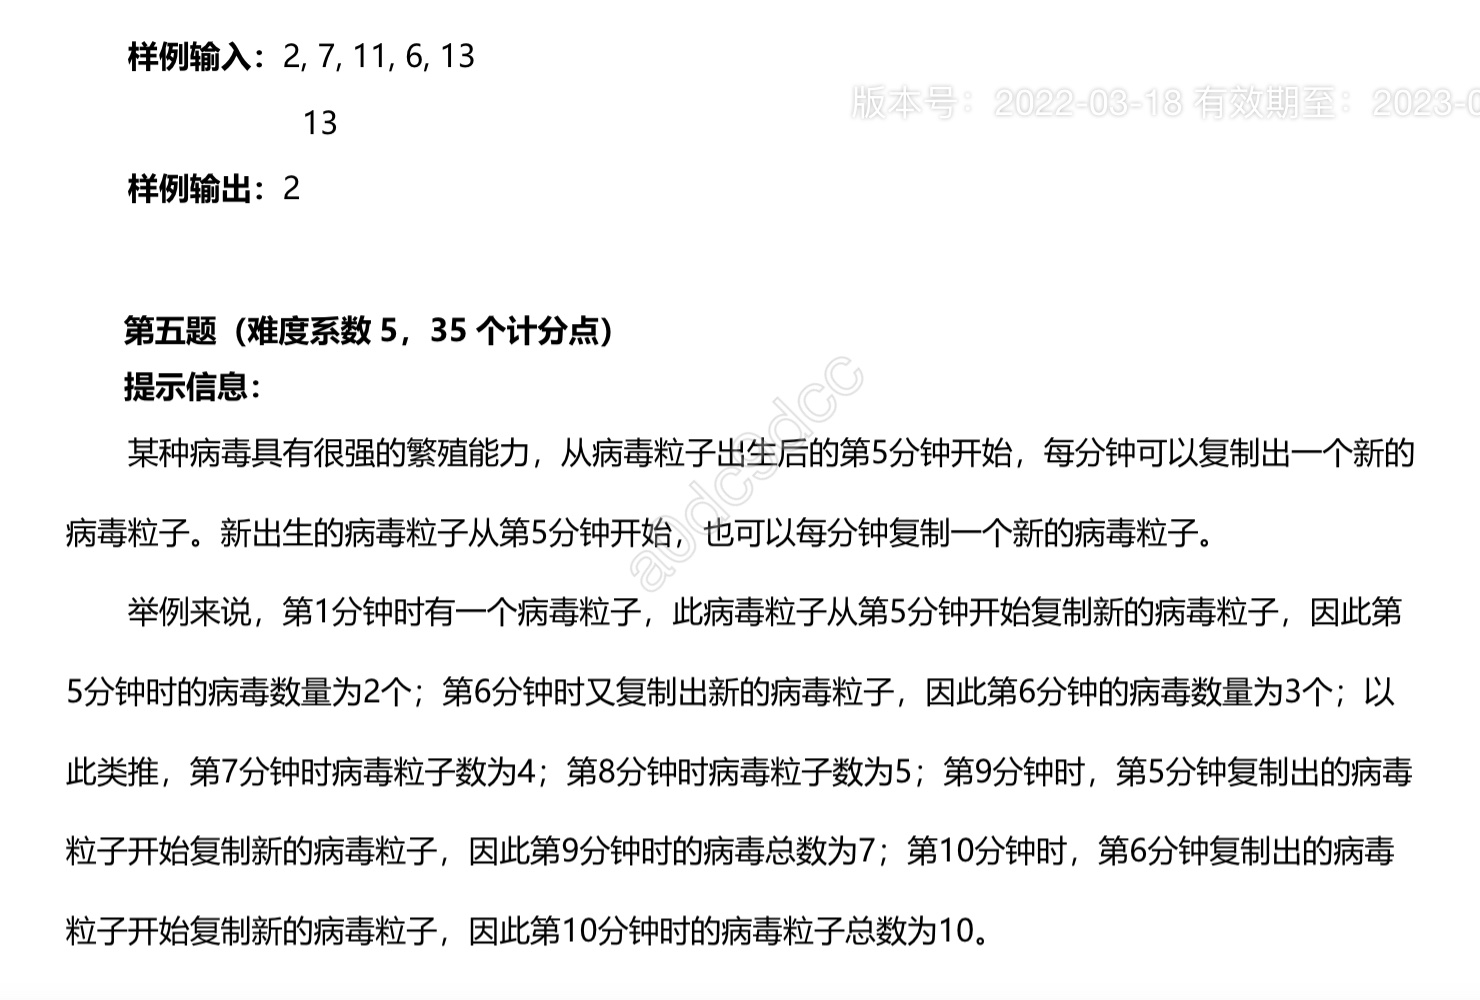 样例输入：2, 7, 11, 6, 13
版本号：2022-03-18 有效期至：2023-0
13
样例输出：2
第五题（难度系数 5，35 个计分点）
提示信息：
某种病毒具有很强的繁殖能力，从病毒粒子出生后的第5分钟开始，每分钟可以复制出一个新的
病毒粒子。新出生的病毒粒子从第5分钟开始，也可以每分钟复制一个新的病毒粒子。
举例来说，第1分钟时有一个病毒粒子，此病毒粒子从第5分钟开始复制新的病毒粒子，因此第
5分钟时的病毒数量为2个；第6分钟时又复制出新的病毒粒子，因此第6分钟的病毒数量为3个；以
此类推，第7分钟时病毒粒子数为4；第8分钟时病毒粒子数为5；第9分钟时，第5分钟复制出的病毒
粒子开始复制新的病毒粒子，因此第9分钟时的病毒总数为7；第10分钟时，第6分钟复制出的病毒
粒子开始复制新的病毒粒子，因此第10分钟时的病毒粒子总数为10。
a0dc9dcc